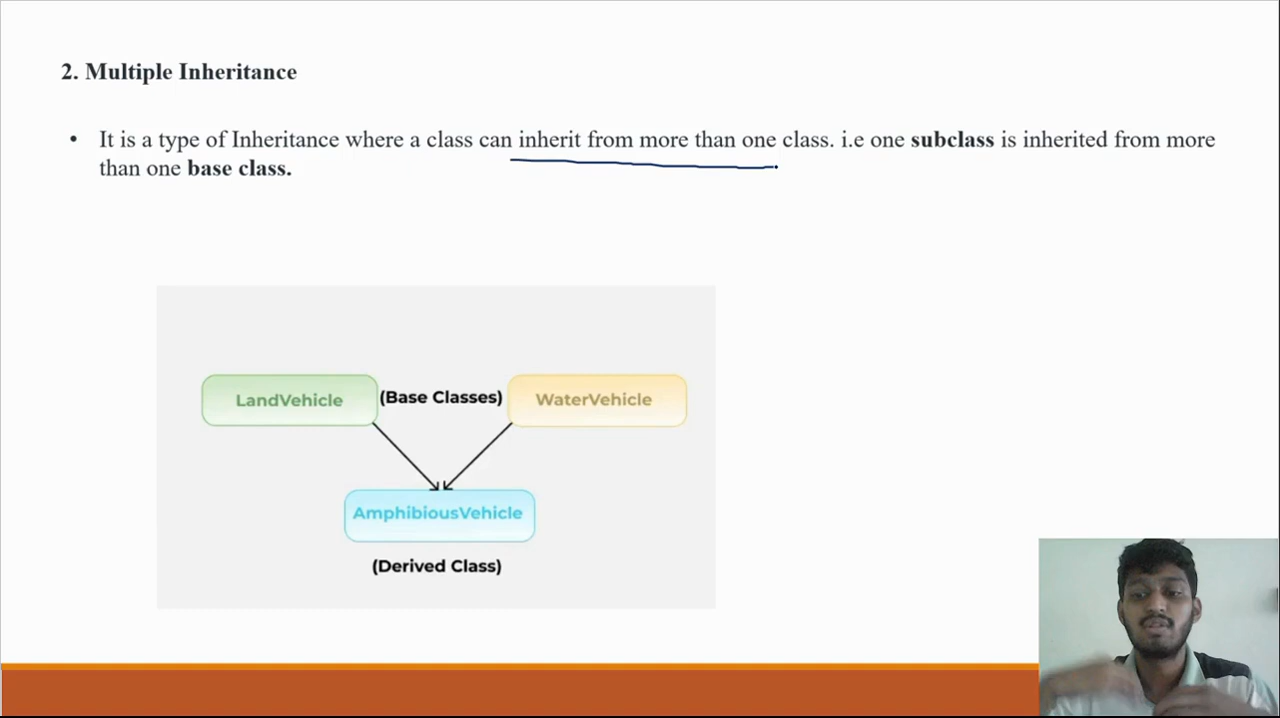 2. Multiple Inheritance
• It is a type of Inheritance where a class can inherit from more than one class. i.e one subclass is inherited from more
than one base class.
LandVehicle (Base Classes) WaterVehicle
AmphibiousVehicle
(Derived Class)